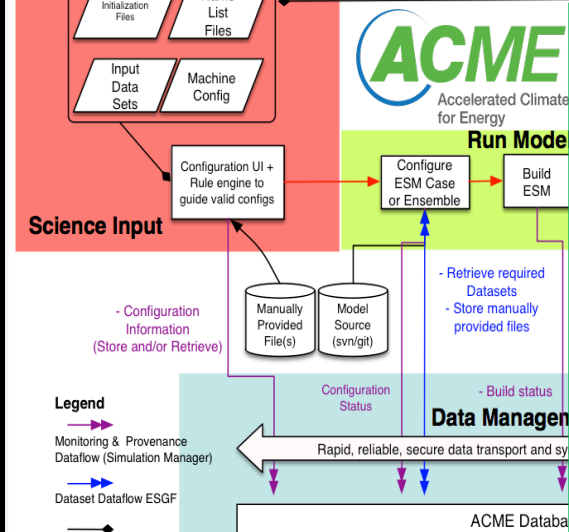 Initialization
Files
List
Files
Input
Data
Sets
Machine
Config
ACME
Accelerated Climate
for Energy
Run Mode
Configuration UI +
Rule engine to
guide valid configs
Configure
ESM Case
or Ensemble
Build
ESM
Science Input
- Retrieve required
Datasets
- Store manually
provided files
Manually
Provided
File(s)
Model
Source
(svn/git)
- Configuration
Information
(Store and/or Retrieve)
Configuration
Status
- Build status
Legend
Data Managen
Monitoring & Provenance
Dataflow (Simulation Manager)
Rapid, reliable, secure data transport and sy
Dataset Dataflow ESGF
ACME Databa